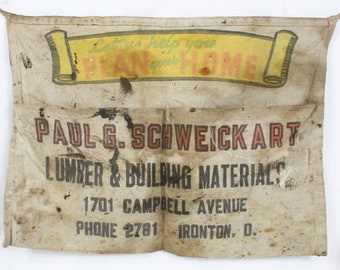 Let us help you
PLAN your HOME
PAUL G. SCHWEICKART
LUMBER & BUILDING MATERIALS
1701 CAMPBELL AVENUE
PHONE 2781 IRONTON, O.